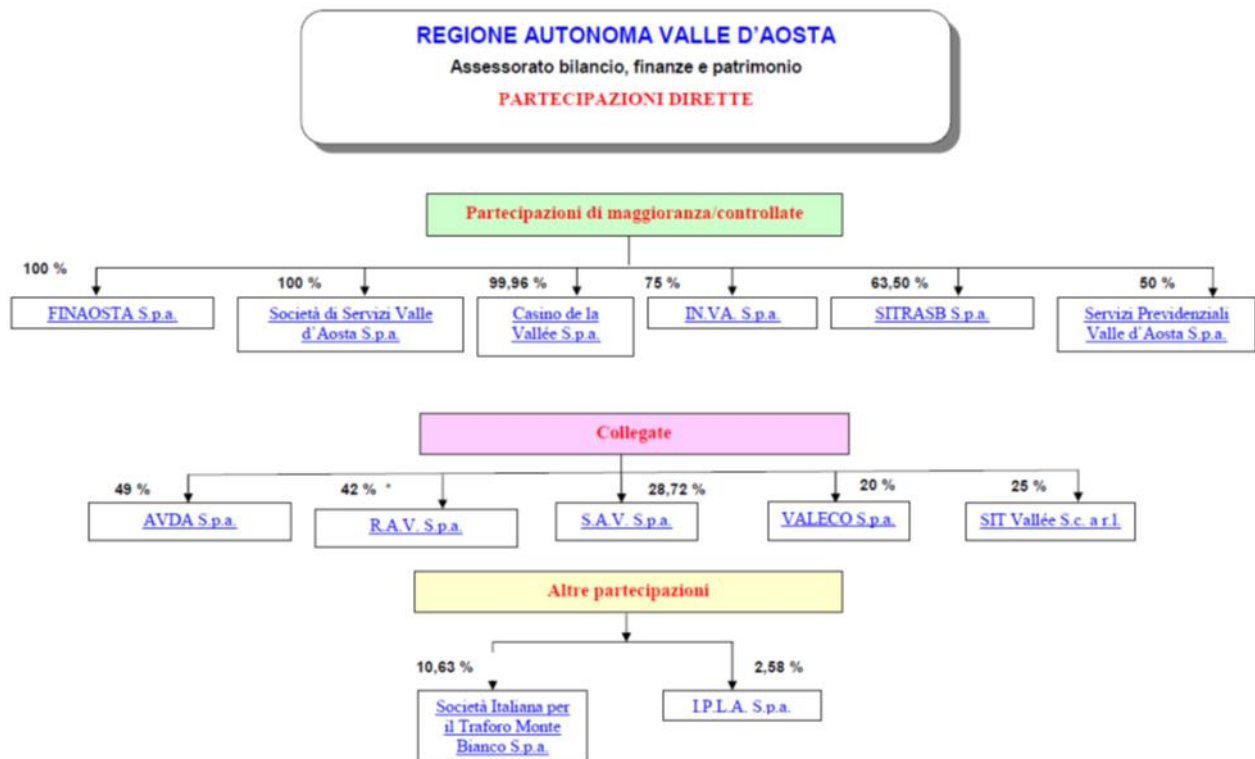 REGIONE AUTONOMA VALLE D'AOSTA
Assessorato bilancio, finanze e patrimonio
PARTECIPAZIONI DIRETTE
Partecipazioni di maggioranza/controllate
100 %
FINAOSTA S.p.a.
100 %
Società di Servizi Valle
d'Aosta S.p.a.
99,96 %
Casino de la
Vallée S.p.a.
75 %
IN.VA. S.p.a.
63,50 %
SITRASB S.p.a.
50 %
Servizi Previdenziali
Valle d'Aosta S.p.a.
Collegate
49 %
AVDA S.p.a.
42 % *
R.A.V. S.p.a.
28,72 %
S.A.V. S.p.a.
20 %
VALECO S.p.a.
25 %
SIT Vallée S.c. a r.l.
Altre partecipazioni
10,63 %
Società Italiana per
il Traforo Monte
Bianco S.p.a.
2,58 %
I.P.L.A. S.p.a.